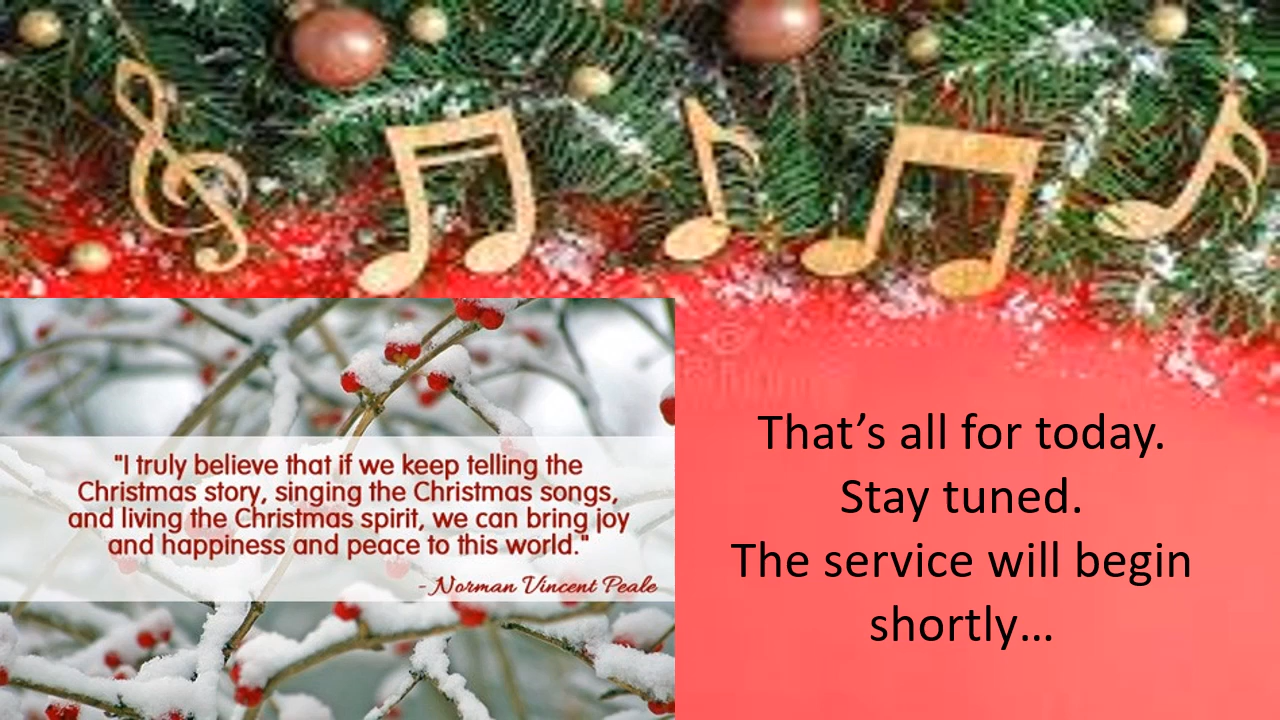 "I truly believe that if we keep telling the
Christmas story, singing the Christmas songs,
and living the Christmas spirit, we can bring joy
and happiness and peace to this world."
- Norman Vincent Peale
That’s all for today.
Stay tuned.
The service will begin
shortly…